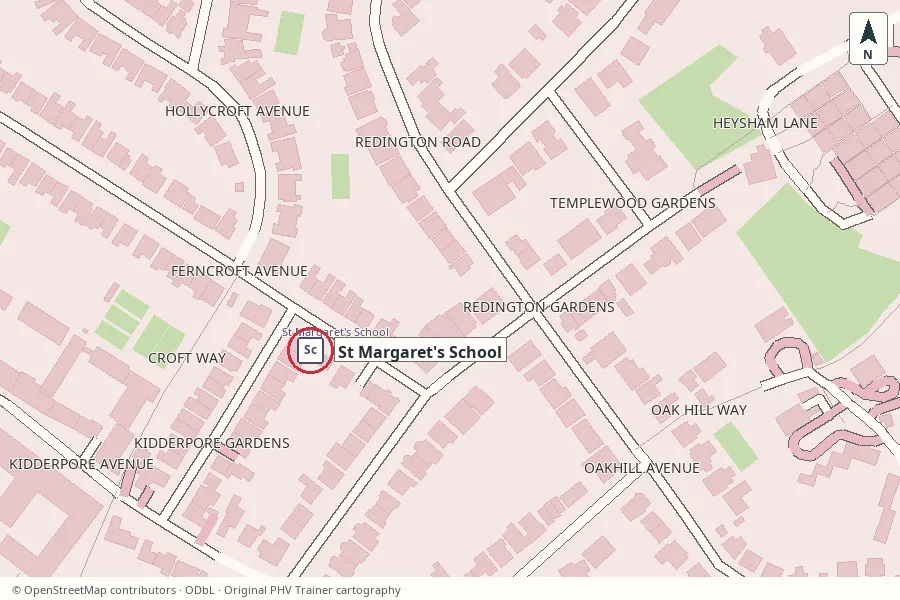 N
HOLLYCROFT AVENUE
HEYSHAM LANE
REDINGTON ROAD
TEMPLEWOOD GARDENS
FERNCROFT AVENUE
REDINGTON GARDENS
St Margaret's School
Sc
St Margaret's School
CROFT WAY
OAK HILL WAY
KIDDERPORE GARDENS
KIDDERPORE AVENUE
OAKHILL AVENUE
© OpenStreetMap contributors · ODbL · Original PHV Trainer cartography